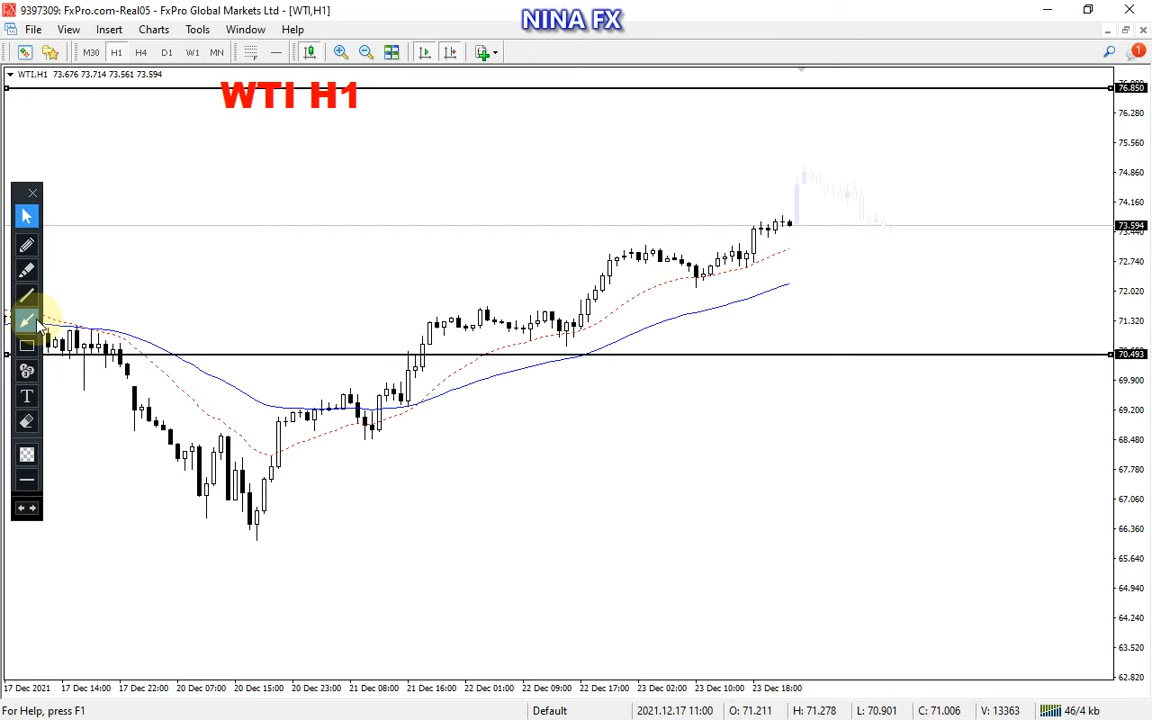 9397309: FxPro.com-Real05 - FxPro Global Markets Ltd - [WTI,H1]
NINA FX
File View Insert Charts Tools Window Help
M30 H1 H4 D1 W1 MN
1
WTI,H1 73.676 73.714 73.561 73.594
WTI H1
76.850
76.280
75.560
74.860
74.160
73.594
73.440
72.740
72.020
71.320
70.493
69.900
69.200
68.480
67.780
67.060
66.360
65.640
64.940
64.240
63.520
62.820
T
17 Dec 2021 17 Dec 14:00 17 Dec 22:00 20 Dec 07:00 20 Dec 15:00 20 Dec 23:00 21 Dec 08:00 21 Dec 16:00 22 Dec 01:00 22 Dec 09:00 22 Dec 17:00 23 Dec 02:00 23 Dec 10:00 23 Dec 18:00
For Help, press F1 Default 2021.12.17 11:00 O: 71.211 H: 71.278 L: 70.901 C: 71.006 V: 13363 46/4 kb